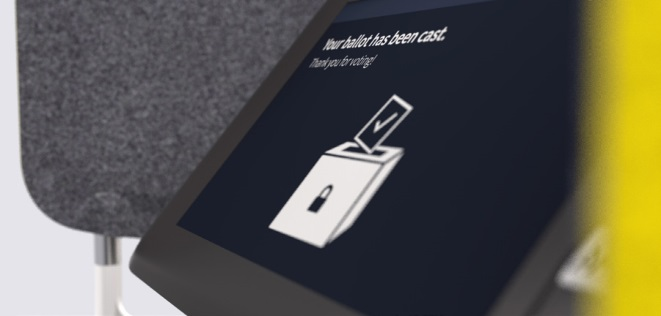 Your ballot has been cast.
Thank you for voting!